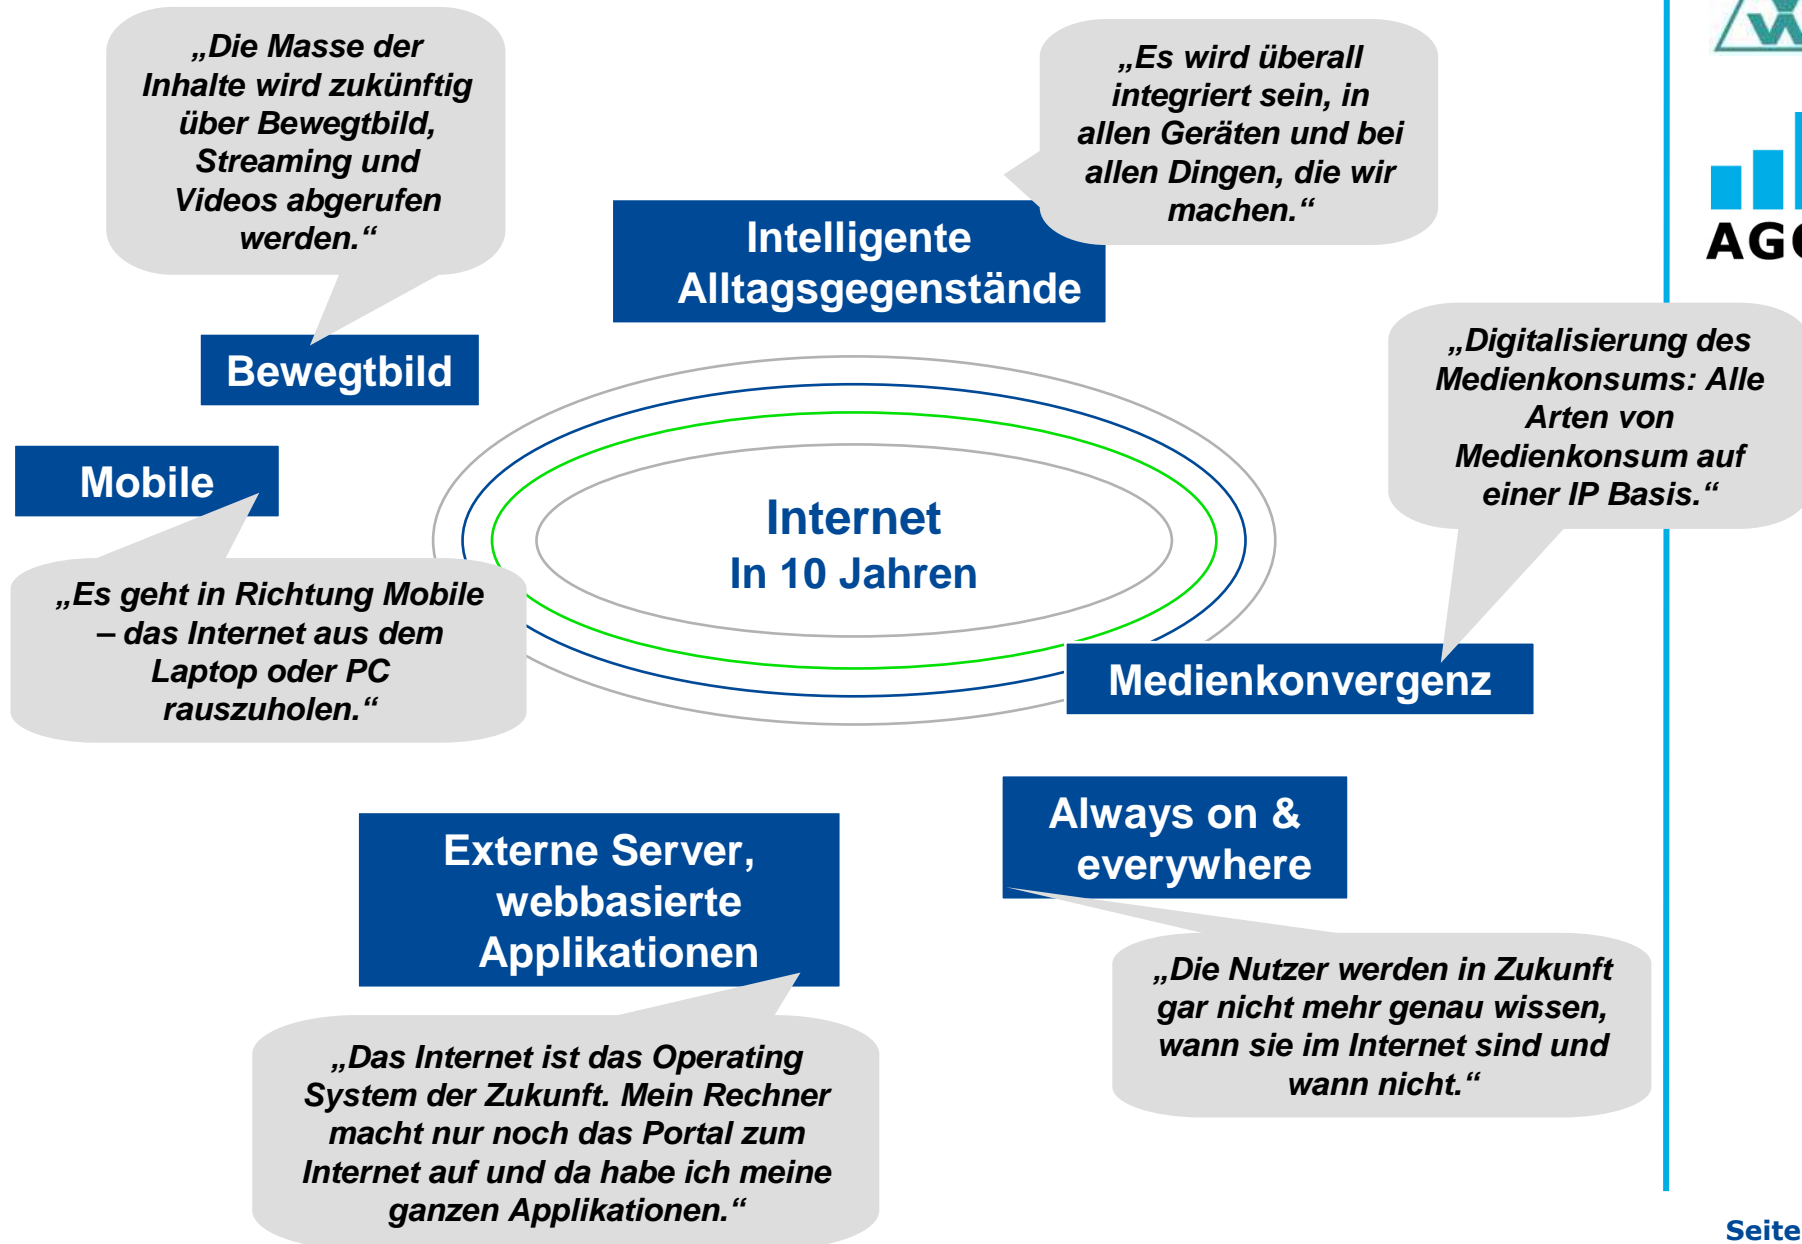 „Die Masse der
Inhalte wird zukünftig
über Bewegtbild,
Streaming und
Videos abgerufen
werden.“
„Es wird überall
integriert sein, in
allen Geräten und bei
allen Dingen, die wir
machen.“
Intelligente
Alltagsgegenstände
Bewegtbild
„Digitalisierung des
Medienkonsums: Alle
Arten von
Medienkonsum auf
einer IP Basis.“
Mobile
Internet
In 10 Jahren
„Es geht in Richtung Mobile
– das Internet aus dem
Laptop oder PC
rauszuholen.“
Medienkonvergenz
Always on &
everywhere
Externe Server,
webbasierte
Applikationen
„Die Nutzer werden in Zukunft
gar nicht mehr genau wissen,
wann sie im Internet sind und
wann nicht.“
„Das Internet ist das Operating
System der Zukunft. Mein Rechner
macht nur noch das Portal zum
Internet auf und da habe ich meine
ganzen Applikationen.“
Seite